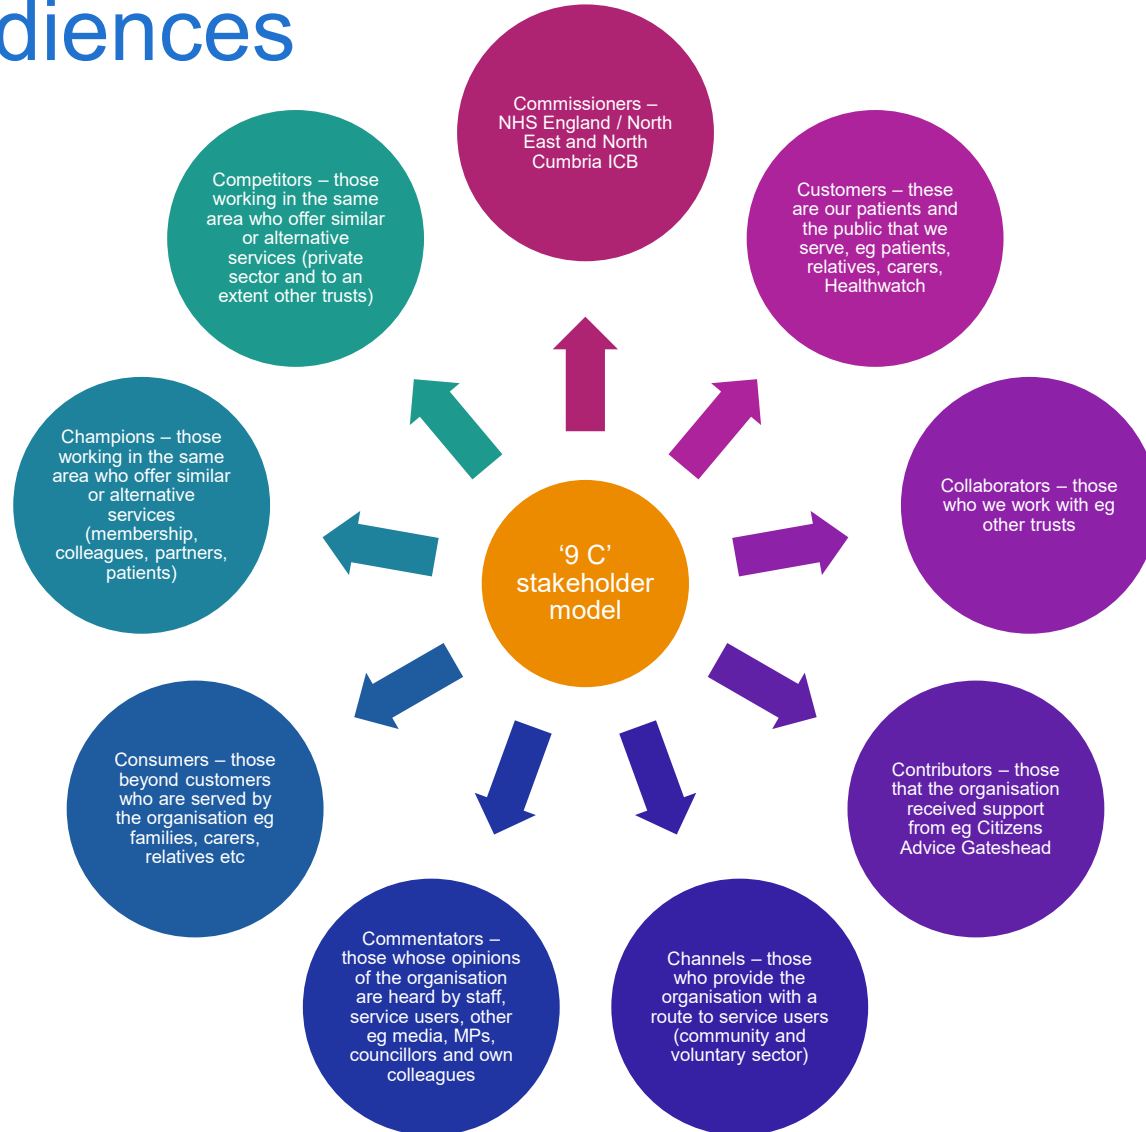 diences
Commissioners –
NHS England / North
East and North
Cumbria ICB
Customers – these
are our patients and
the public that we
serve, eg patients,
relatives, carers,
Healthwatch
Collaborators – those
who we work with eg
other trusts
Contributors – those
that the organisation
received support
from eg Citizens
Advice Gateshead
Channels – those
who provide the
organisation with a
route to service users
(community and
voluntary sector)
Commentators –
those whose opinions
of the organisation
are heard by staff,
service users, other
eg media, MPs,
councillors and own
colleagues
Consumers – those
beyond customers
who are served by
the organisation eg
families, carers,
relatives etc
Champions – those
working in the same
area who offer similar
or alternative
services
(membership,
colleagues, partners,
patients)
Competitors – those
working in the same
area who offer similar
or alternative
services (private
sector and to an
extent other trusts)
‘9 C’
stakeholder
model